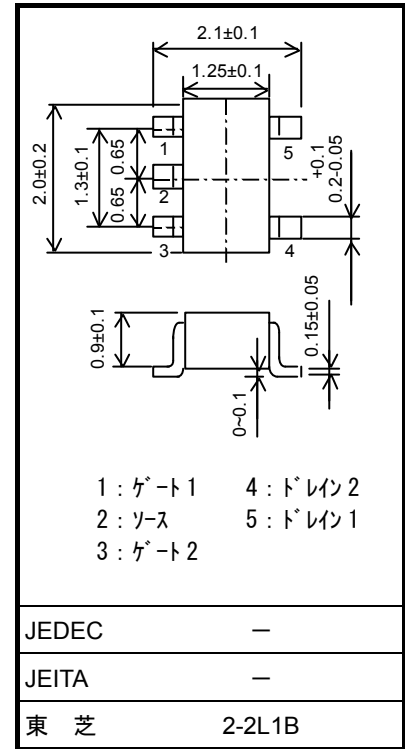 2.1±0.1
1.25±0.1
2.0±0.2
1.3±0.1
0.65
0.65
1
2
3
5
4
+0.1
0.2-0.05
0.9±0.1
0.15±0.05
0~0.1
1 : ｹﾞｰﾄ 1 4 : ﾄﾞﾚｲﾝ 2
2 : ｿｰｽ 5 : ﾄﾞﾚｲﾝ 1
3 : ｹﾞｰﾄ 2
JEDEC ―
JEITA ―
東 芝 2-2L1B